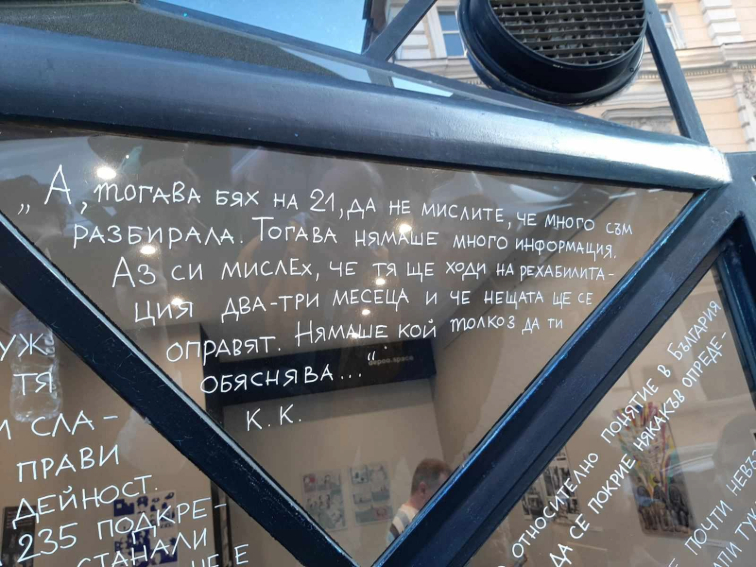 „А, тогава бях на 21, да не мислите, че много съм
разбирала. Тогава нямаше много информация.
Аз си мислех, че тя ще ходи на рехабилита-
ция два-три месеца и че нещата ще се
оправят. Нямаше кой толкоз да ти
обяснява..."
К. К.
УЖ
ТЯ
И СЛА-
ПРАВИ
ДЕЙНОСТ.
235 ПОДКРЕ-
СТАНАЛИ
НЕ Е
ОТНОСИТЕЛНО ПОНЯТИЕ В БЪЛГАРИЯ
ДА СЕ ПОКРИЕ НЯКАКЪВ ОПРЕДЕ-
ПОЧТИ